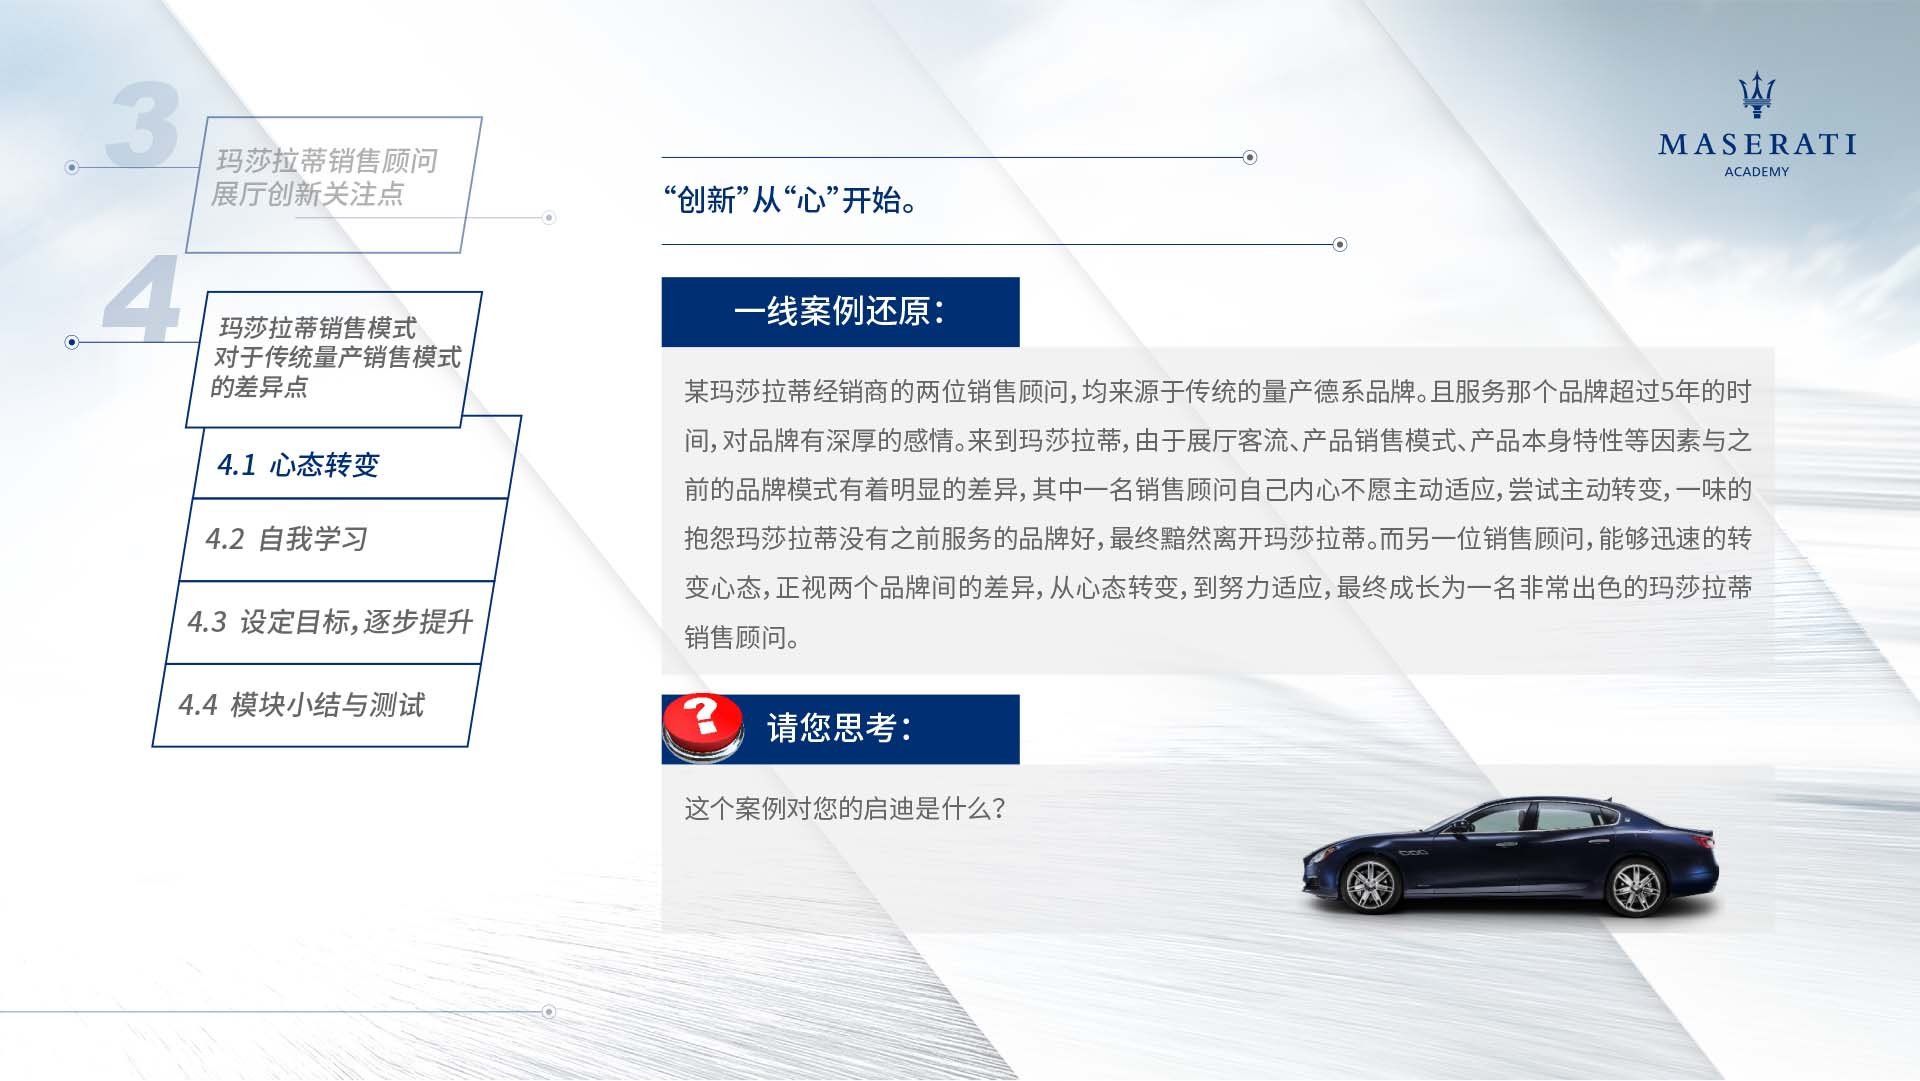 3
玛莎拉蒂销售顾问
展厅创新关注点
4
玛莎拉蒂销售模式
对于传统量产销售模式
的差异点
4.1 心态转变
4.2 自我学习
4.3 设定目标，逐步提升
4.4 模块小结与测试
MASERATI
ACADEMY
“创新”从“心”开始。
一线案例还原：
某玛莎拉蒂经销商的两位销售顾问，均来源于传统的量产德系品牌。且服务那个品牌超过5年的时
间，对品牌有深厚的感情。来到玛莎拉蒂，由于展厅客流、产品销售模式、产品本身特性等因素与之
前的品牌模式有着明显的差异，其中一名销售顾问自己内心不愿主动适应，尝试主动转变，一味的
抱怨玛莎拉蒂没有之前服务的品牌好，最终黯然离开玛莎拉蒂。而另一位销售顾问，能够迅速的转
变心态，正视两个品牌间的差异，从心态转变，到努力适应，最终成长为一名非常出色的玛莎拉蒂
销售顾问。
?
请您思考：
这个案例对您的启迪是什么？